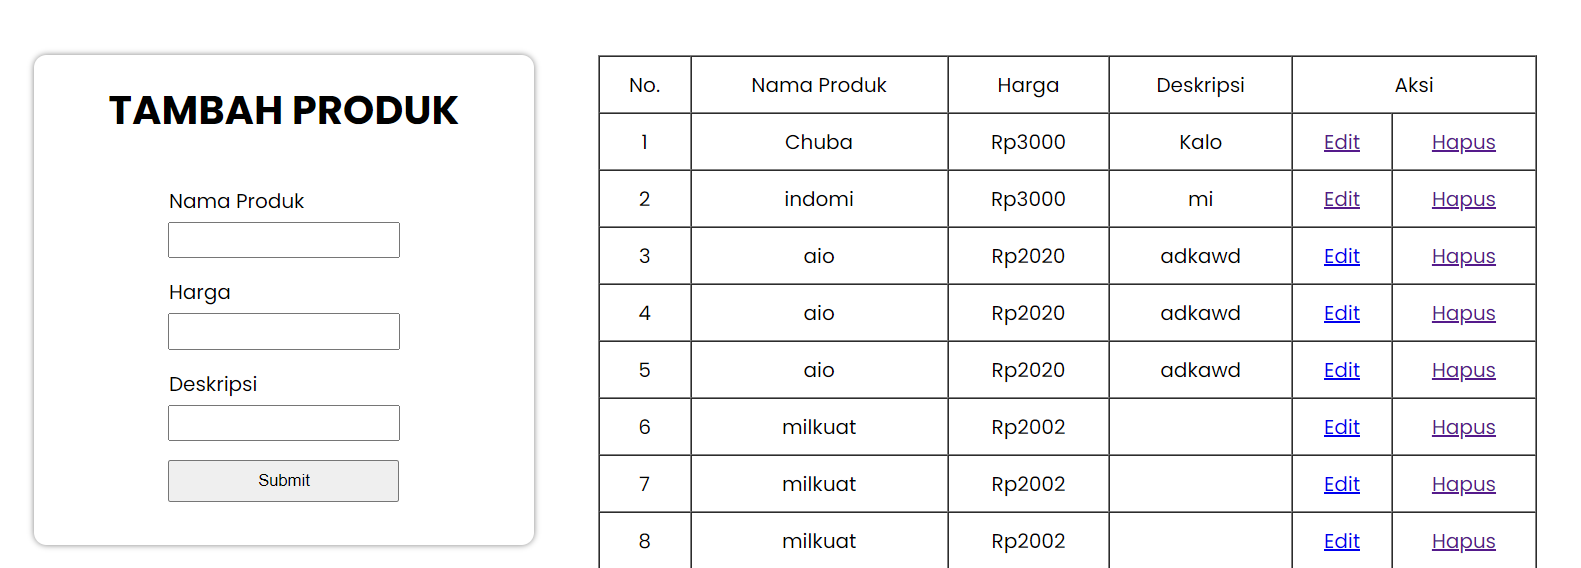 TAMBAH PRODUK
Nama Produk
Harga
Deskripsi
Submit
No. Nama Produk Harga Deskripsi Aksi
1 Chuba Rp3000 Kalo Edit Hapus
2 indomi Rp3000 mi Edit Hapus
3 aio Rp2020 adkawd Edit Hapus
4 aio Rp2020 adkawd Edit Hapus
5 aio Rp2020 adkawd Edit Hapus
6 milkuat Rp2002 Edit Hapus
7 milkuat Rp2002 Edit Hapus
8 milkuat Rp2002 Edit Hapus